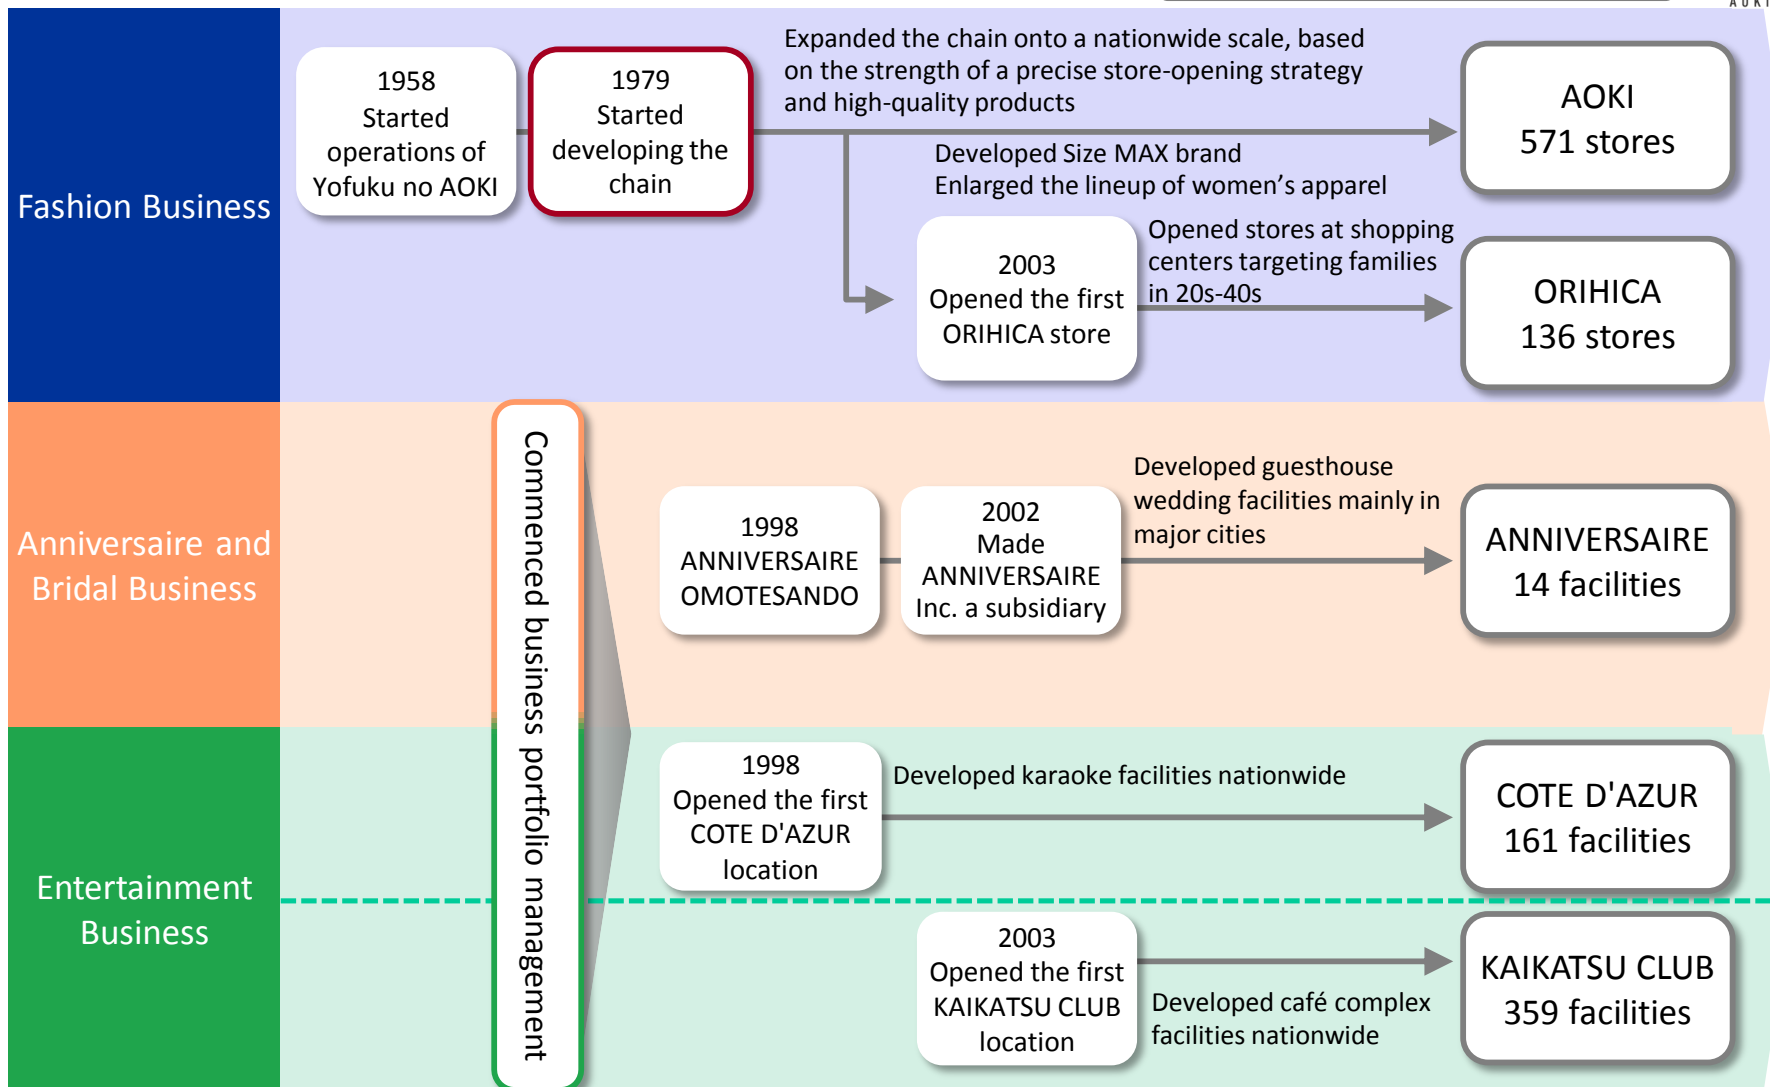 AOKI
Fashion Business
1958
Started
operations of
Yofuku no AOKI
1979
Started
developing the
chain
Expanded the chain onto a nationwide scale, based
on the strength of a precise store-opening strategy
and high-quality products
Developed Size MAX brand
Enlarged the lineup of women’s apparel
AOKI
571 stores
2003
Opened the first
ORIHICA store
Opened stores at shopping
centers targeting families
in 20s-40s
ORIHICA
136 stores
Commenced business portfolio management
Anniversaire and
Bridal Business
1998
ANNIVERSAIRE
OMOTESANDO
2002
Made
ANNIVERSAIRE
Inc. a subsidiary
Developed guesthouse
wedding facilities mainly in
major cities
ANNIVERSAIRE
14 facilities
Entertainment
Business
1998
Opened the first
COTE D'AZUR
location
Developed karaoke facilities nationwide
COTE D'AZUR
161 facilities
2003
Opened the first
KAIKATSU CLUB
location
Developed café complex
facilities nationwide
KAIKATSU CLUB
359 facilities